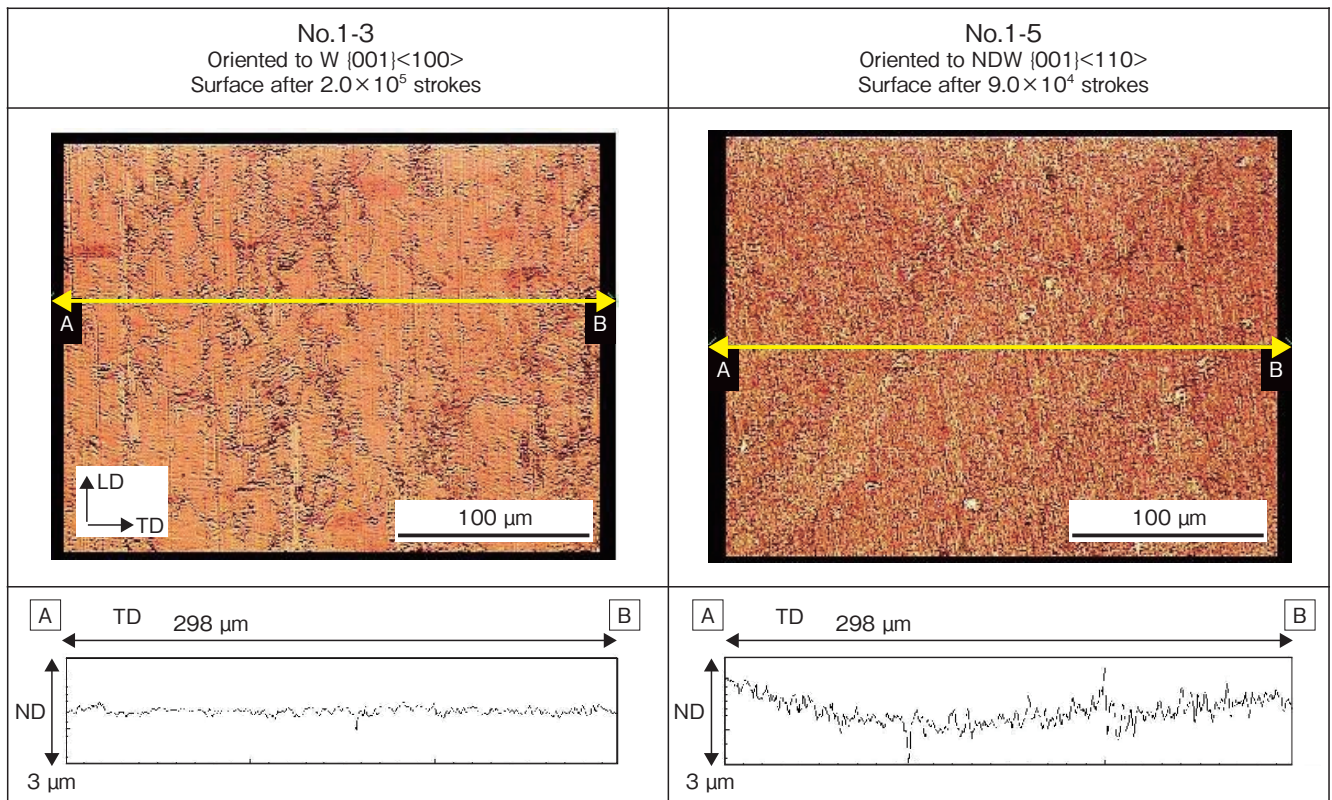 No.1-3
Oriented to W {001}<100>
Surface after 2.0×10⁵ strokes
No.1-5
Oriented to NDW {001}<110>
Surface after 9.0×10⁴ strokes
A
B
LD
TD
100 µm
A
B
100 µm
A
TD
298 µm
B
ND
3 µm
A
TD
298 µm
B
ND
3 µm